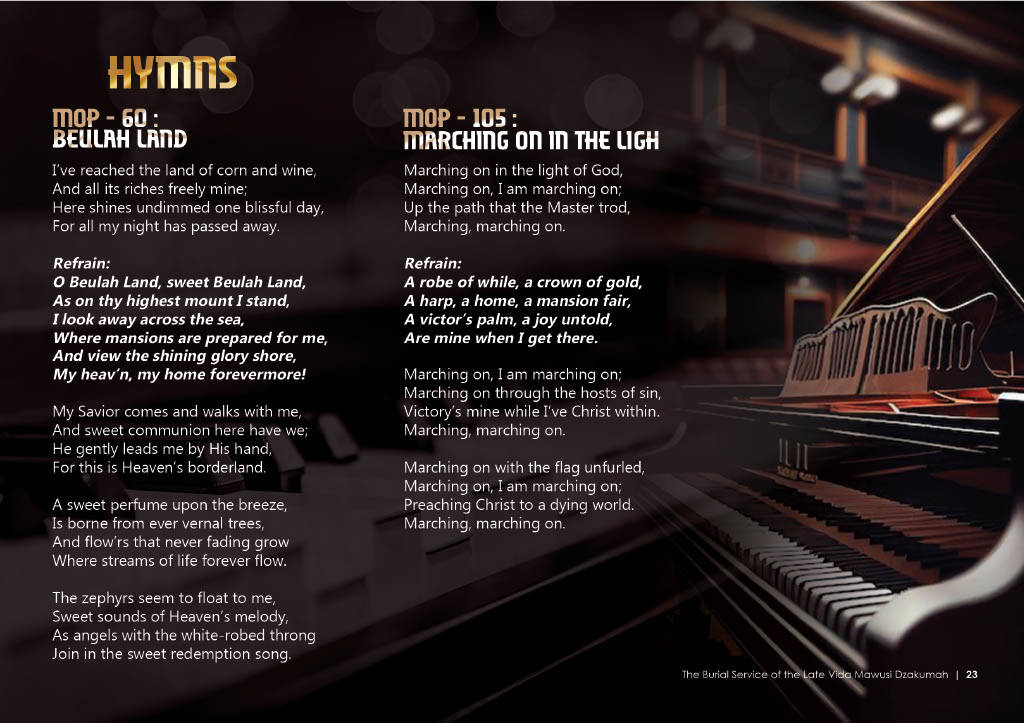 HYMNS
MOP - 60 :
BEULAH LAND
I've reached the land of corn and wine,
And all its riches freely mine;
Here shines undimmed one blissful day,
For all my night has passed away.
Refrain:
O Beulah Land, sweet Beulah Land,
As on thy highest mount I stand,
I look away across the sea,
Where mansions are prepared for me,
And view the shining glory shore,
My heav'n, my home forevermore!
My Savior comes and walks with me,
And sweet communion here have we;
He gently leads me by His hand,
For this is Heaven's borderland.
A sweet perfume upon the breeze,
Is borne from ever vernal trees,
And flow'rs that never fading grow
Where streams of life forever flow.
The zephyrs seem to float to me,
Sweet sounds of Heaven's melody,
As angels with the white-robed throng
Join in the sweet redemption song.
MOP - 105 :
MARCHING ON IN THE LIGH
Marching on in the light of God,
Marching on, I am marching on;
Up the path that the Master trod,
Marching, marching on.
Refrain:
A robe of while, a crown of gold,
A harp, a home, a mansion fair,
A victor's palm, a joy untold,
Are mine when I get there.
Marching on, I am marching on;
Marching on through the hosts of sin,
Victory's mine while I've Christ within.
Marching, marching on.
Marching on with the flag unfurled,
Marching on, I am marching on;
Preaching Christ to a dying world.
Marching, marching on.
The Burial Service of the Late Vida Mawusi Dzakumah | 23